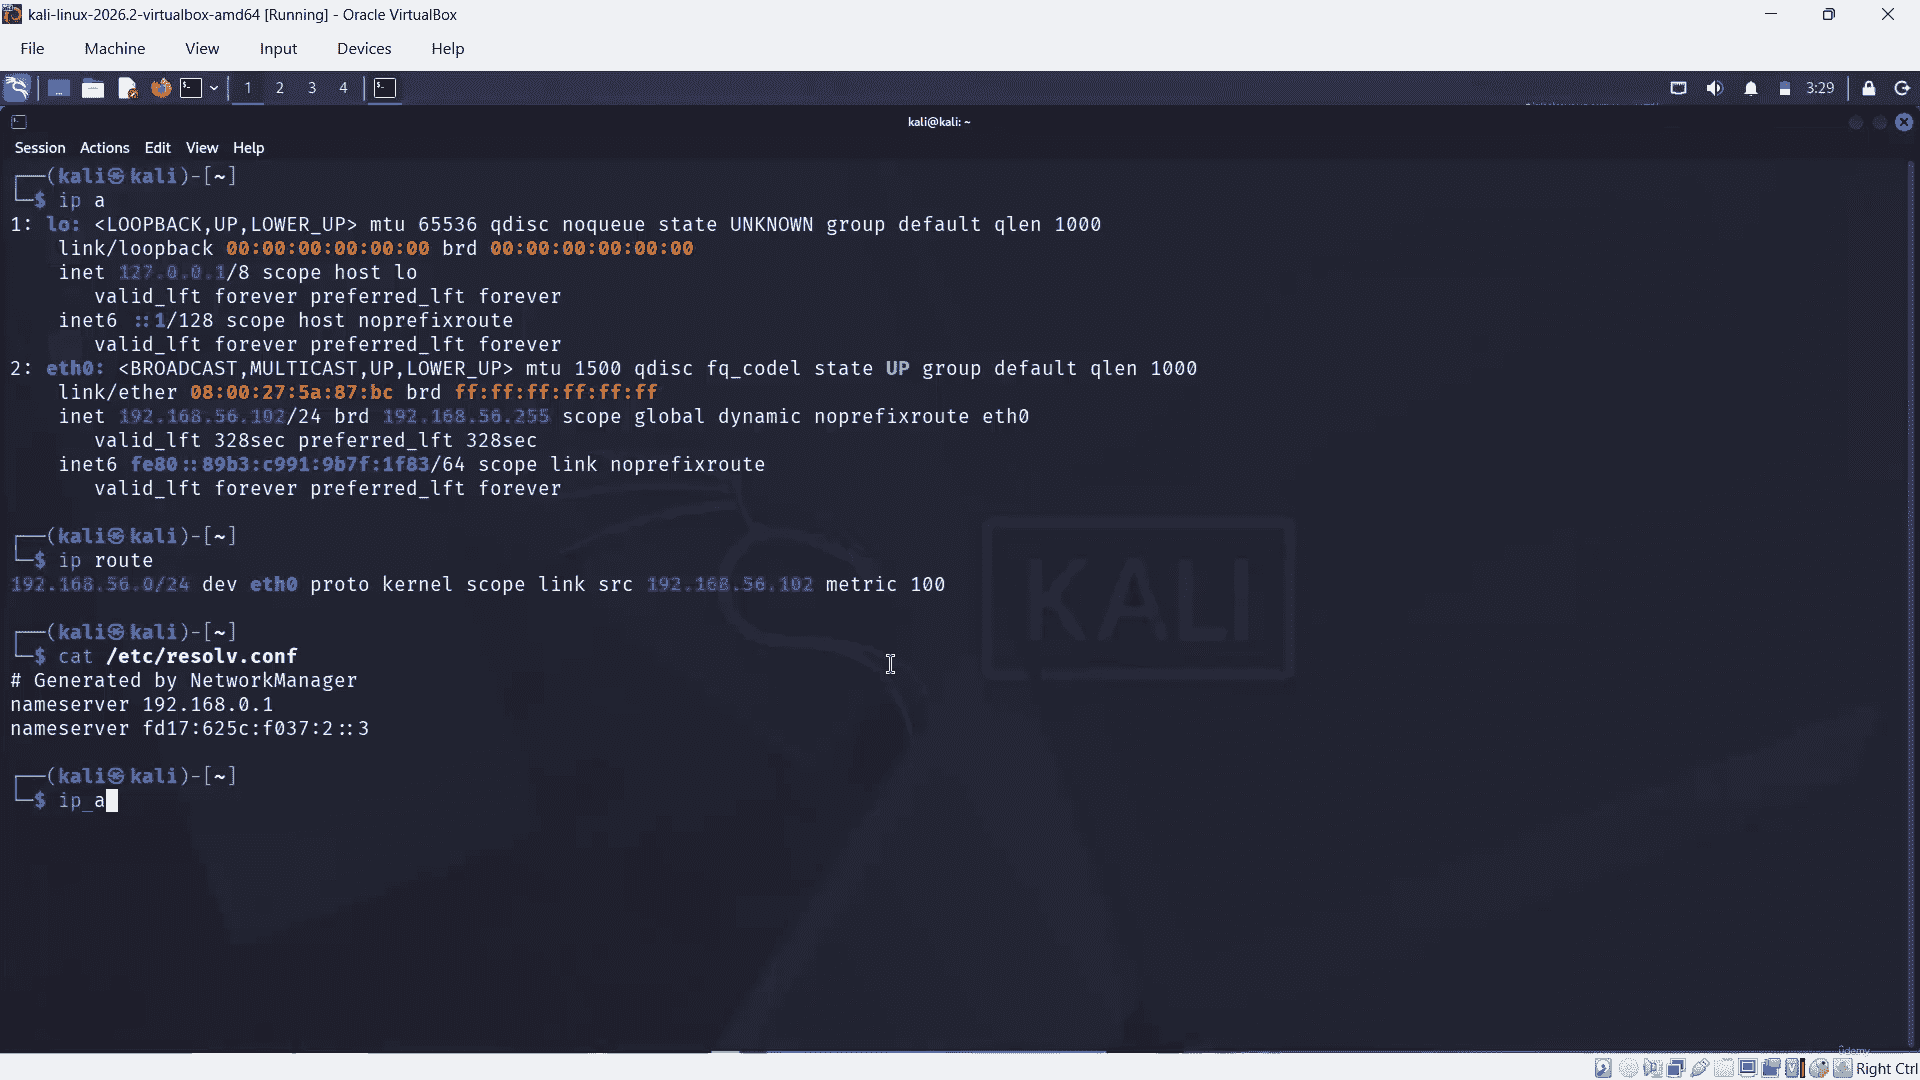 kali-linux-2026.2-virtualbox-amd64 [Running] - Oracle VirtualBox
File Machine View Input Devices Help
1 2 3 4 3:29
kali@kali: ~
Session Actions Edit View Help
┌──(kali㉿kali)-[~]
└─$ ip a
1: lo: <LOOPBACK,UP,LOWER_UP> mtu 65536 qdisc noqueue state UNKNOWN group default qlen 1000
link/loopback 00:00:00:00:00:00 brd 00:00:00:00:00:00
inet 127.0.0.1/8 scope host lo
valid_lft forever preferred_lft forever
inet6 ::1/128 scope host noprefixroute
valid_lft forever preferred_lft forever
2: eth0: <BROADCAST,MULTICAST,UP,LOWER_UP> mtu 1500 qdisc fq_codel state UP group default qlen 1000
link/ether 08:00:27:5a:87:bc brd ff:ff:ff:ff:ff:ff
inet 192.168.56.102/24 brd 192.168.56.255 scope global dynamic noprefixroute eth0
valid_lft 328sec preferred_lft 328sec
inet6 fe80::89b3:c991:9b7f:1f83/64 scope link noprefixroute
valid_lft forever preferred_lft forever
┌──(kali㉿kali)-[~]
└─$ ip route
192.168.56.0/24 dev eth0 proto kernel scope link src 192.168.56.102 metric 100
┌──(kali㉿kali)-[~]
└─$ cat /etc/resolv.conf
# Generated by NetworkManager
nameserver 192.168.0.1
nameserver fd17:625c:f037:2::3
┌──(kali㉿kali)-[~]
└─$ ip_a
KALI
udemy
Right Ctrl